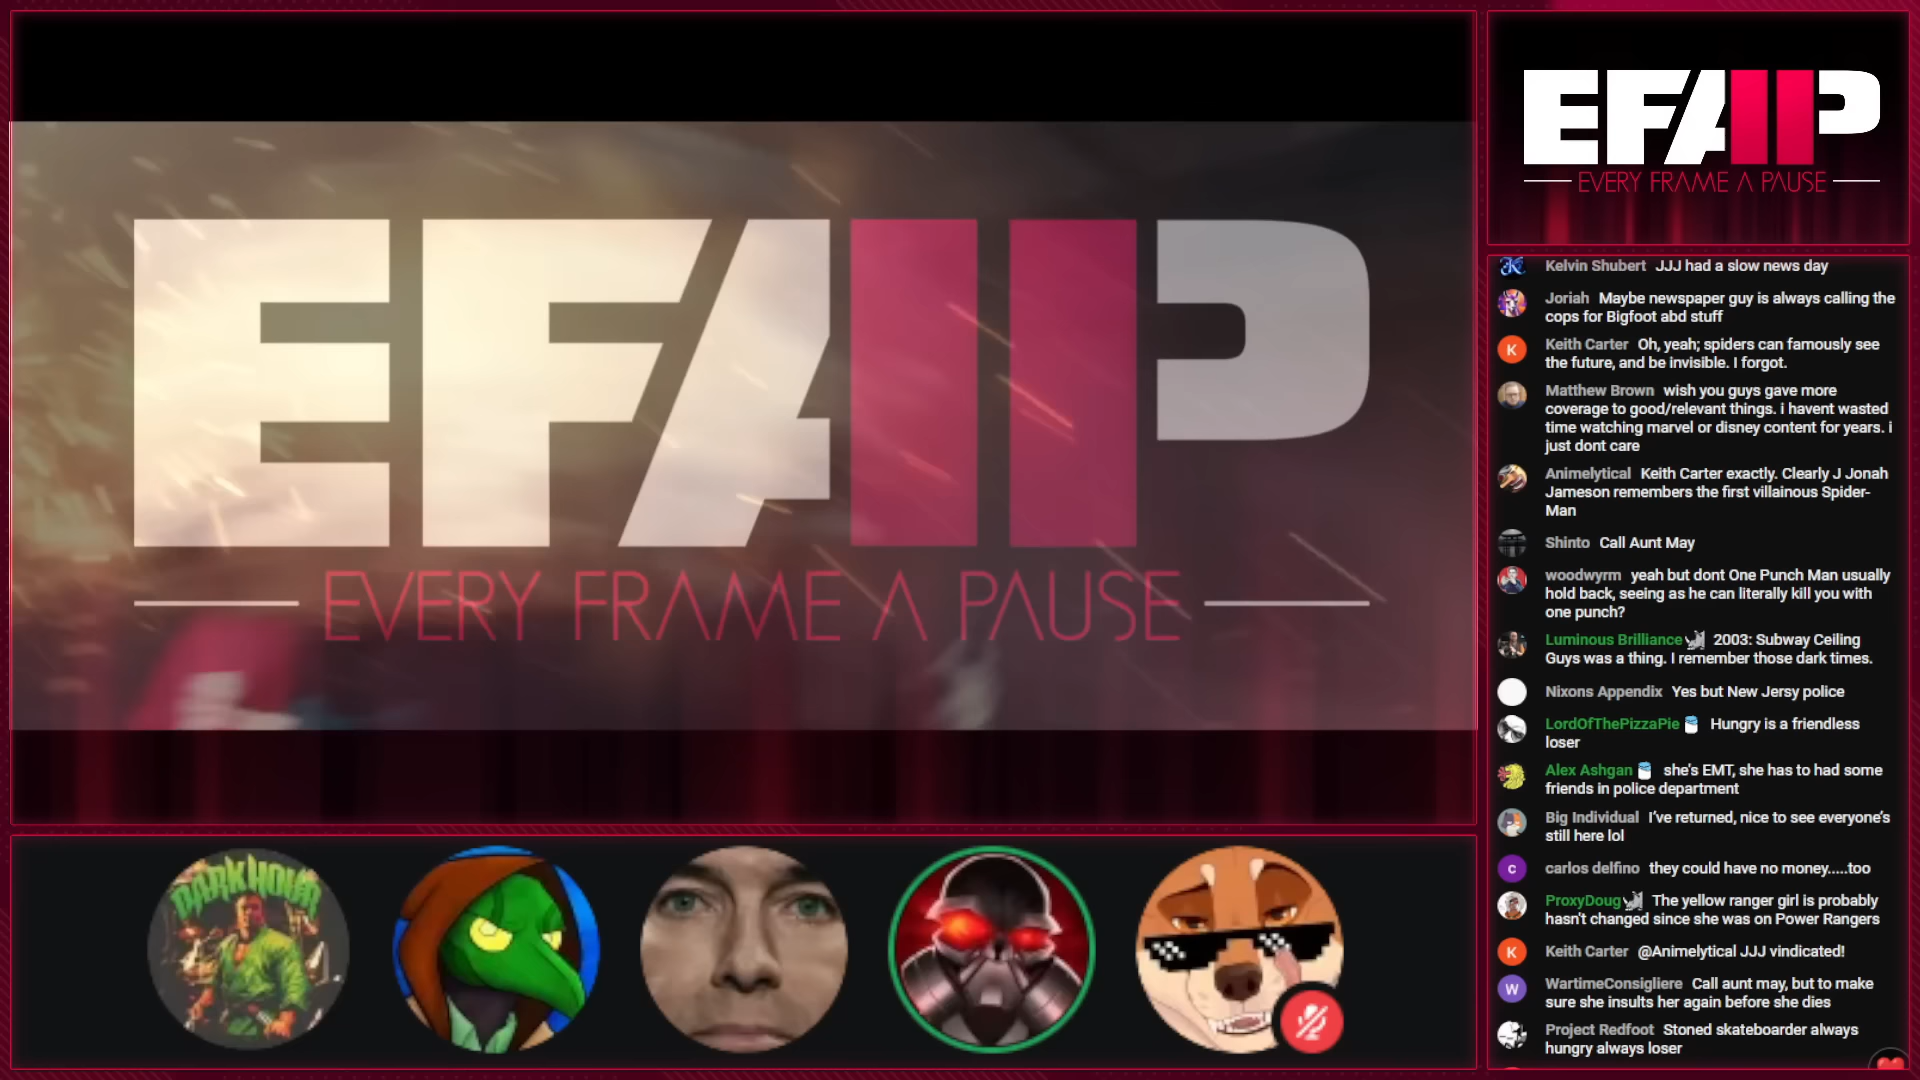 EFAP
EVERY FRAME A PAUSE
EFAP
EVERY FRAME A PAUSE
Kelvin Shubert JJJ had a slow news day
Joriah Maybe newspaper guy is always calling the
cops for Bigfoot abd stuff
K
Keith Carter Oh, yeah; spiders can famously see
the future, and be invisible. I forgot.
Matthew Brown wish you guys gave more
coverage to good/relevant things. i havent wasted
time watching marvel or disney content for years. i
just dont care
Animelytical Keith Carter exactly. Clearly J Jonah
Jameson remembers the first villainous Spider-
Man
Shinto Call Aunt May
woodwyrm yeah but dont One Punch Man usually
hold back, seeing as he can literally kill you with
one punch?
Luminous Brilliance 2003: Subway Ceiling
Guys was a thing. I remember those dark times.
Nixons Appendix Yes but New Jersy police
LordOfThePizzaPie Hungry is a friendless
loser
Alex Ashgan she's EMT, she has to had some
friends in police department
Big Individual I've returned, nice to see everyone's
still here lol
c
carlos delfino they could have no money.....too
ProxyDoug The yellow ranger girl is probably
hasn't changed since she was on Power Rangers
K
Keith Carter @Animelytical JJJ vindicated!
W
WartimeConsigliere Call aunt may, but to make
sure she insults her again before she dies
Project Redfoot Stoned skateboarder always
hungry always loser
DARK HOUR